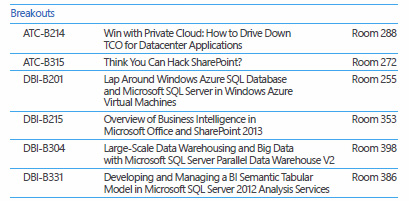 Breakouts
ATC-B214 Win with Private Cloud: How to Drive Down Room 288
TCO for Datacenter Applications
ATC-B315 Think You Can Hack SharePoint? Room 272
DBI-B201 Lap Around Windows Azure SQL Database Room 255
and Microsoft SQL Server in Windows Azure
Virtual Machines
DBI-B215 Overview of Business Intelligence in Room 353
Microsoft Office and SharePoint 2013
DBI-B304 Large-Scale Data Warehousing and Big Data Room 398
with Microsoft SQL Server Parallel Data Warehouse V2
DBI-B331 Developing and Managing a BI Semantic Tabular Room 386
Model in Microsoft SQL Server 2012 Analysis Services